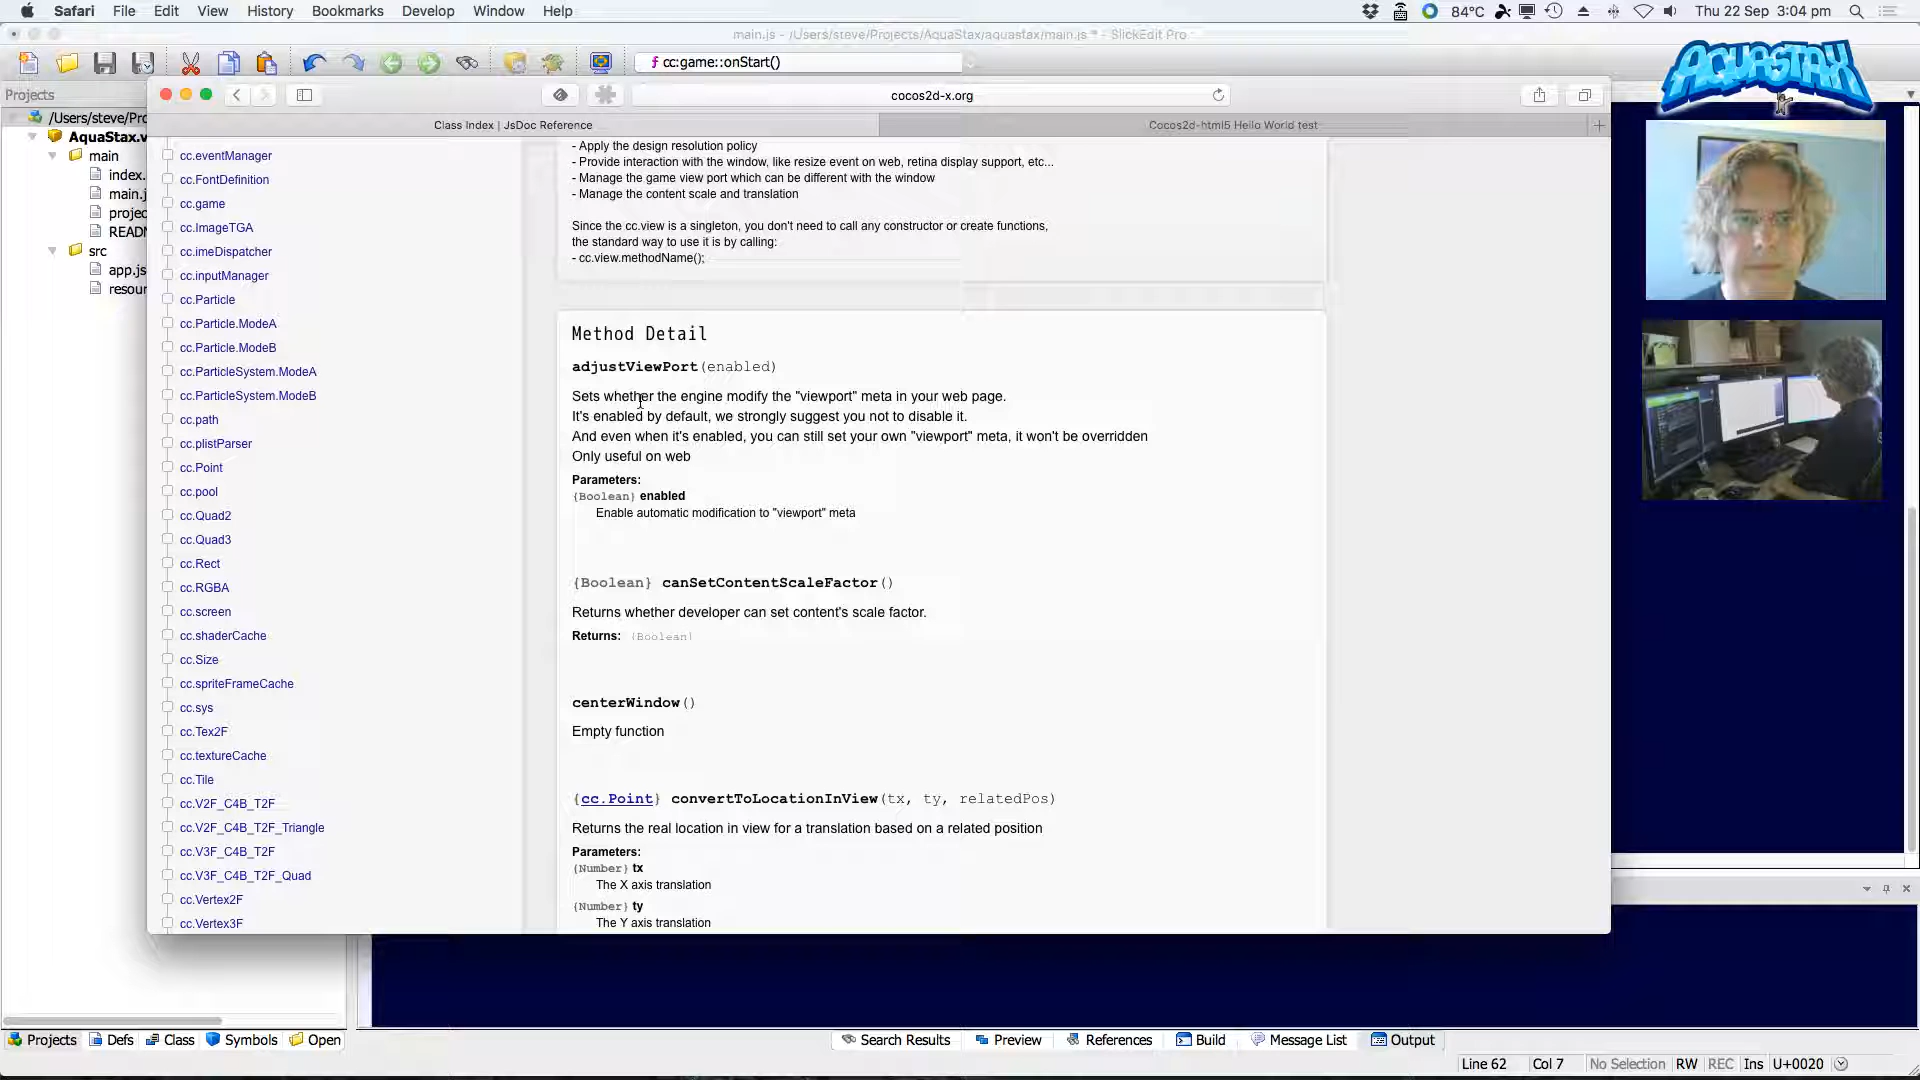 Safari File Edit View History Bookmarks Develop Window Help
84°C Thu 22 Sep 3:04 pm
main.js - /Users/steve/Projects/AquaStax/aquastax/main.js * - SlickEdit Pro
cc:game::onStart()
AQUASTAX
Projects
cocos2d-x.org
Class Index | JsDoc Reference
Cocos2d-html5 Hello World test
/Users/steve/Pro
AquaStax.v
main
index.
main.j
projec
READN
src
app.js
resour
cc.eventManager
cc.FontDefinition
cc.game
cc.ImageTGA
cc.imeDispatcher
cc.inputManager
cc.Particle
cc.Particle.ModeA
cc.Particle.ModeB
cc.ParticleSystem.ModeA
cc.ParticleSystem.ModeB
cc.path
cc.plistParser
cc.Point
cc.pool
cc.Quad2
cc.Quad3
cc.Rect
cc.RGBA
cc.screen
cc.shaderCache
cc.Size
cc.spriteFrameCache
cc.sys
cc.Tex2F
cc.textureCache
cc.Tile
cc.V2F_C4B_T2F
cc.V2F_C4B_T2F_Triangle
cc.V3F_C4B_T2F
cc.V3F_C4B_T2F_Quad
cc.Vertex2F
cc.Vertex3F
- Apply the design resolution policy
- Provide interaction with the window, like resize event on web, retina display support, etc...
- Manage the game view port which can be different with the window
- Manage the content scale and translation
Since the cc.view is a singleton, you don't need to call any constructor or create functions,
the standard way to use it is by calling:
- cc.view.methodName();
Method Detail
adjustViewPort(enabled)
Sets whether the engine modify the "viewport" meta in your web page.
It's enabled by default, we strongly suggest you not to disable it.
And even when it's enabled, you can still set your own "viewport" meta, it won't be overridden
Only useful on web
Parameters:
{Boolean} enabled
Enable automatic modification to "viewport" meta
{Boolean} canSetContentScaleFactor()
Returns whether developer can set content's scale factor.
Returns: {Boolean}
centerWindow()
Empty function
{cc.Point} convertToLocationInView(tx, ty, relatedPos)
Returns the real location in view for a translation based on a related position
Parameters:
{Number} tx
The X axis translation
{Number} ty
The Y axis translation
Projects Defs Class Symbols Open
Search Results Preview References Build Message List Output
Line 62 Col 7 No Selection RW REC Ins U+0020